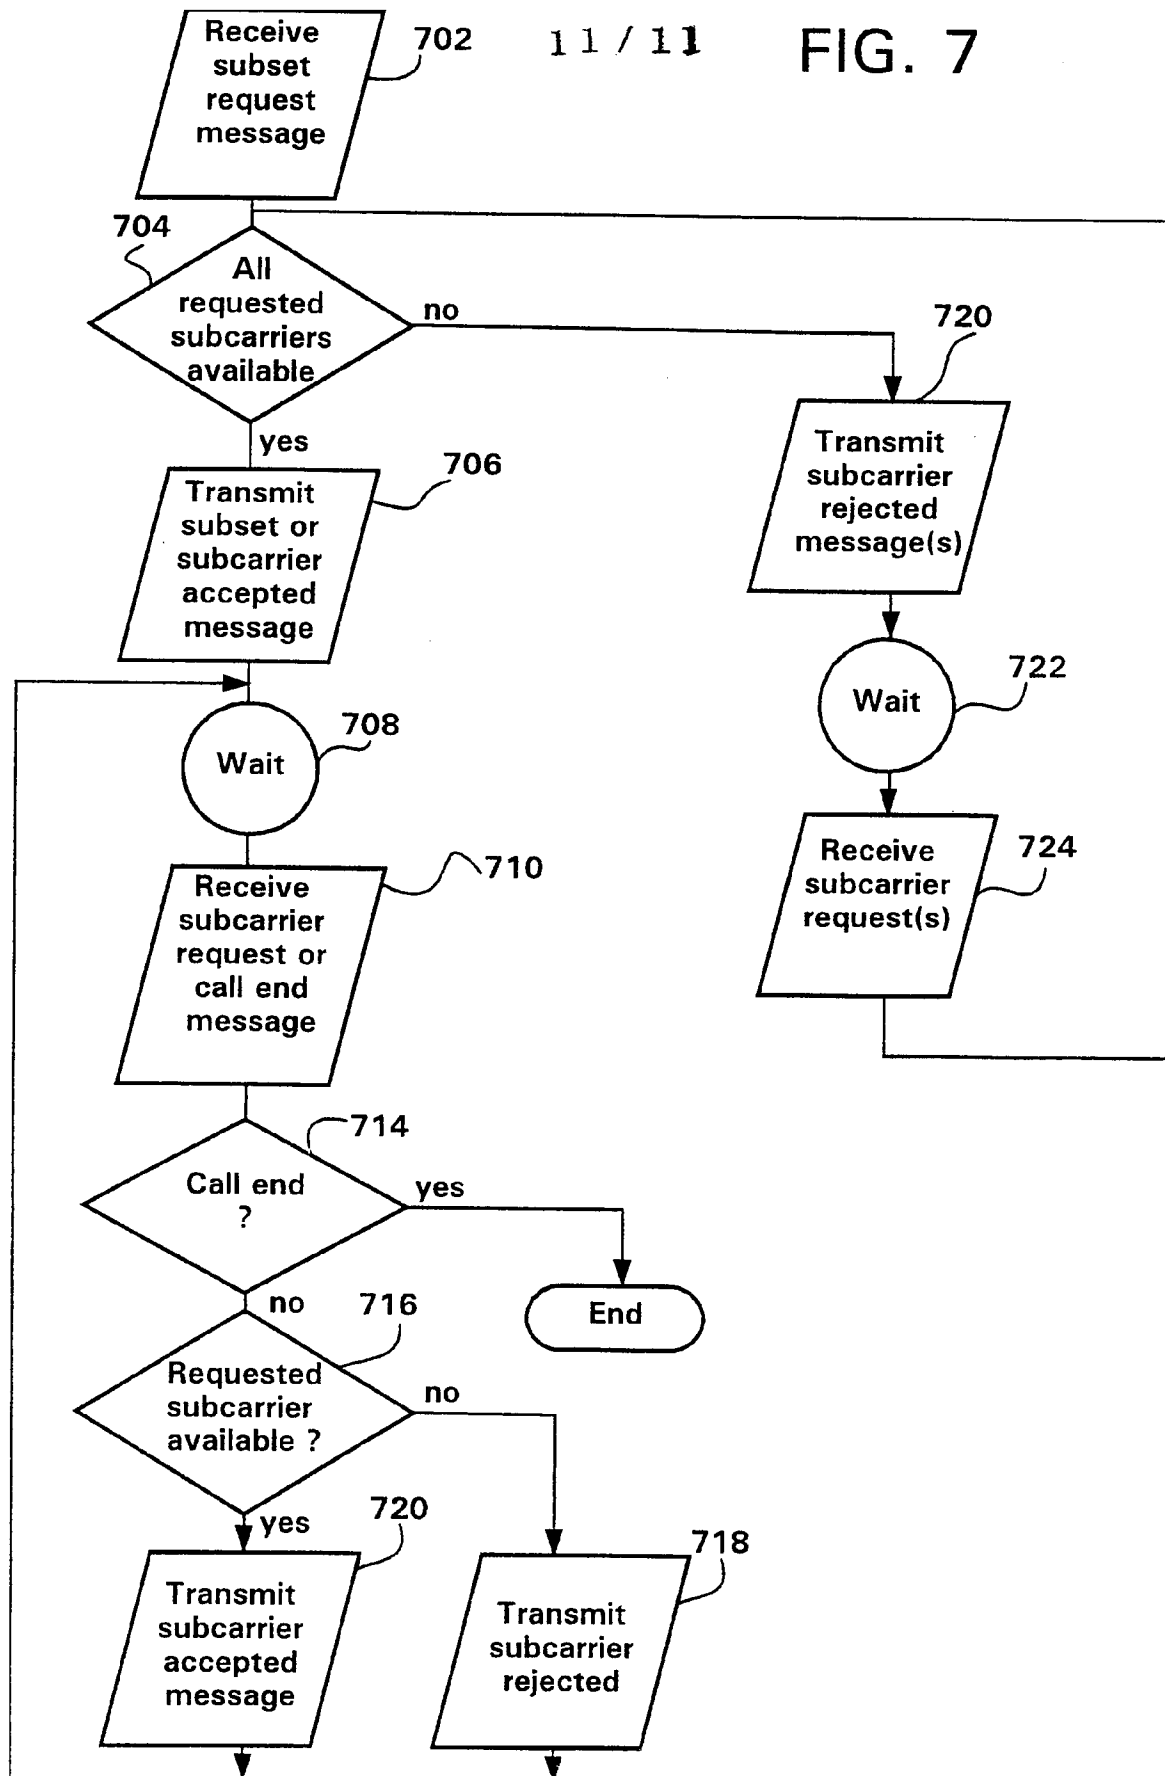 Receive
subset
request
message
702
11/11
FIG. 7
704
All
requested
subcarriers
available
no
yes
720
Transmit
subcarrier
rejected
message(s)
706
Transmit
subset or
subcarrier
accepted
message
722
Wait
708
Wait
724
Receive
subcarrier
request(s)
710
Receive
subcarrier
request or
call end
message
714
Call end
?
yes
no
End
716
Requested
subcarrier
available ?
no
yes
720
Transmit
subcarrier
accepted
message
718
Transmit
subcarrier
rejected